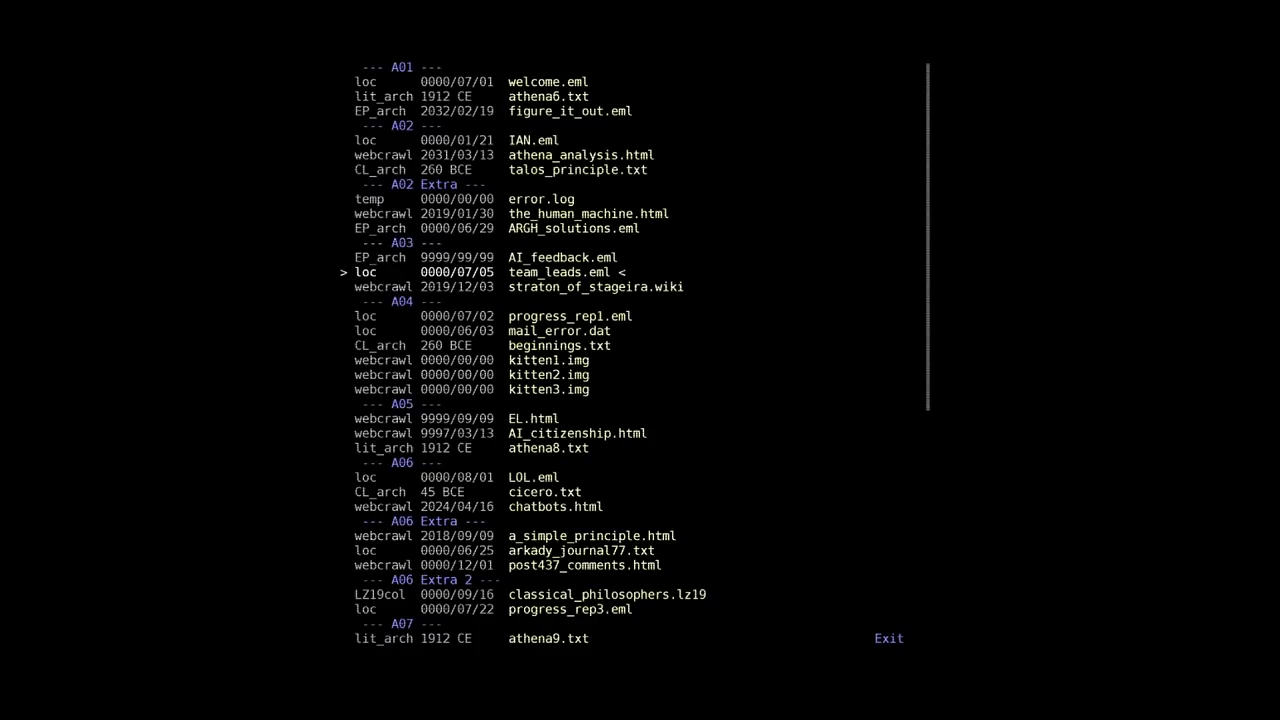 --- A01 ---
loc 0000/07/01 welcome.eml
lit_arch 1912 CE athena6.txt
EP_arch 2032/02/19 figure_it_out.eml
--- A02 ---
loc 0000/01/21 IAN.eml
webcrawl 2031/03/13 athena_analysis.html
CL_arch 260 BCE talos_principle.txt
--- A02 Extra ---
temp 0000/00/00 error.log
webcrawl 2019/01/30 the_human_machine.html
EP_arch 0000/06/29 ARGH_solutions.eml
--- A03 ---
EP_arch 9999/99/99 AI_feedback.eml
> loc 0000/07/05 team_leads.eml <
webcrawl 2019/12/03 straton_of_stageira.wiki
--- A04 ---
loc 0000/07/02 progress_rep1.eml
loc 0000/06/03 mail_error.dat
CL_arch 260 BCE beginnings.txt
webcrawl 0000/00/00 kitten1.img
webcrawl 0000/00/00 kitten2.img
webcrawl 0000/00/00 kitten3.img
--- A05 ---
webcrawl 9999/09/09 EL.html
webcrawl 9997/03/13 AI_citizenship.html
lit_arch 1912 CE athena8.txt
--- A06 ---
loc 0000/08/01 LOL.eml
CL_arch 45 BCE cicero.txt
webcrawl 2024/04/16 chatbots.html
--- A06 Extra ---
webcrawl 2018/09/09 a_simple_principle.html
loc 0000/06/25 arkady_journal77.txt
webcrawl 0000/12/01 post437_comments.html
--- A06 Extra 2 ---
LZ19col 0000/09/16 classical_philosophers.lz19
loc 0000/07/22 progress_rep3.eml
--- A07 ---
lit_arch 1912 CE athena9.txt
Exit